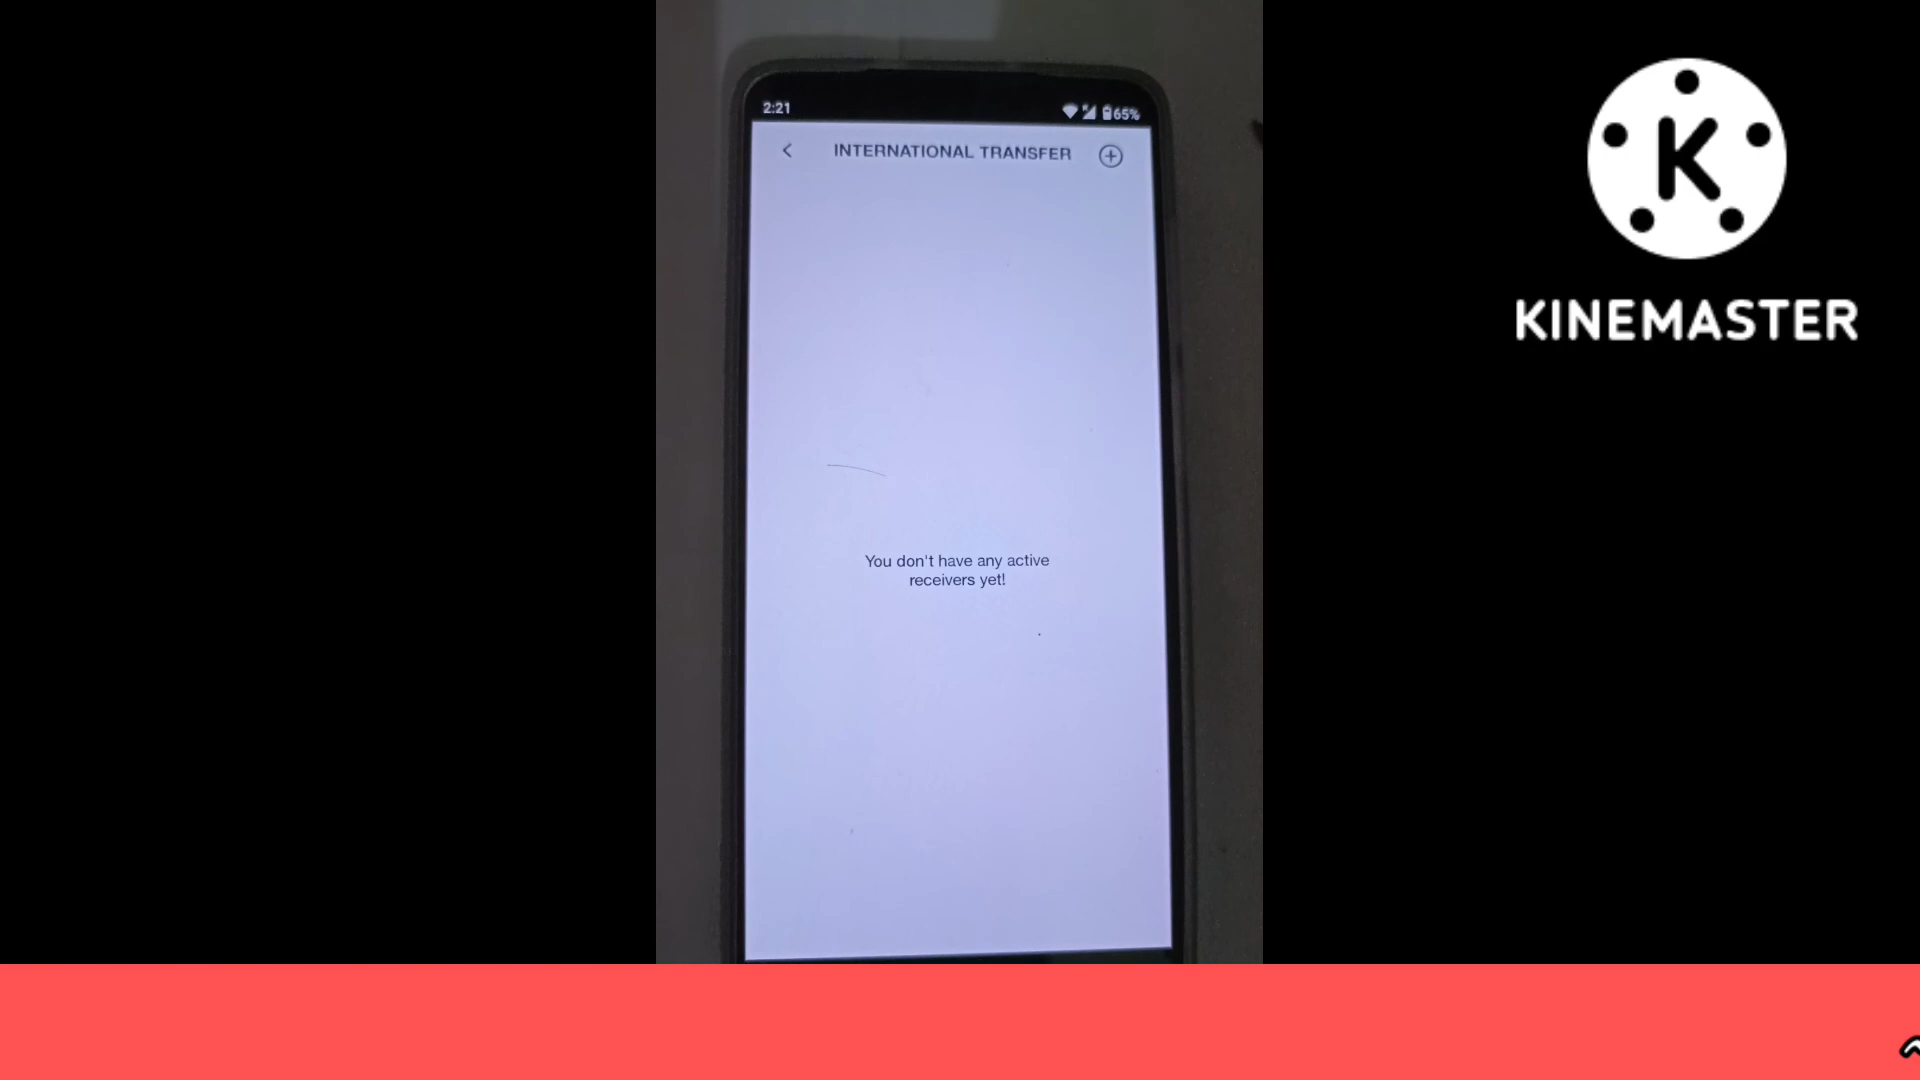 2:21
65%
INTERNATIONAL TRANSFER
You don't have any active
receivers yet!
K
KINEMASTER